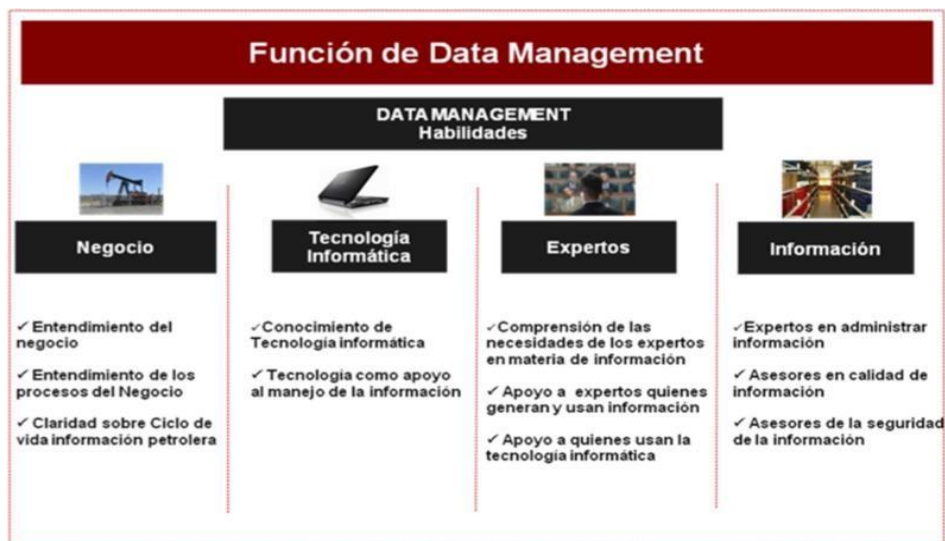 Función de Data Management
DATA MANAGEMENT
Habilidades
Negocio
✓ Entendimiento del
negocio
✓ Entendimiento de los
procesos del Negocio
✓ Claridad sobre Ciclo de
vida información petrolera
Tecnología
Informática
✓Conocimiento de
Tecnología informática
✓ Tecnología como apoyo
al manejo de la información
Expertos
✓Comprensión de las
necesidades de los expertos
en materia de información
✓ Apoyo a expertos quienes
generan y usan información
✓ Apoyo a quienes usan la
tecnología informática
Información
✓Expertos en administrar
información
✓ Asesores en calidad de
información
✓ Asesores de la seguridad
de la información